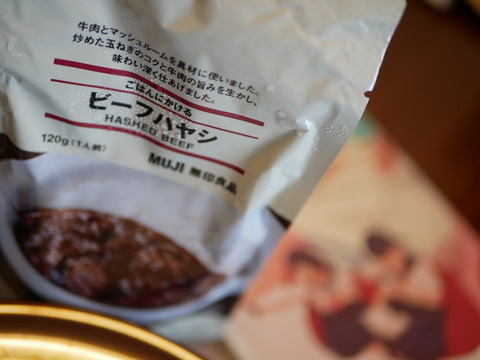 牛肉とマッシュルームを具材に使いました。
炒めた玉ねぎのコクと牛肉の旨みを生かし、
味わい深く仕あげました。
ごはんにかける
ビーフハヤシ
HASHED BEEF
120g(1人前)
MUJI 無印良品